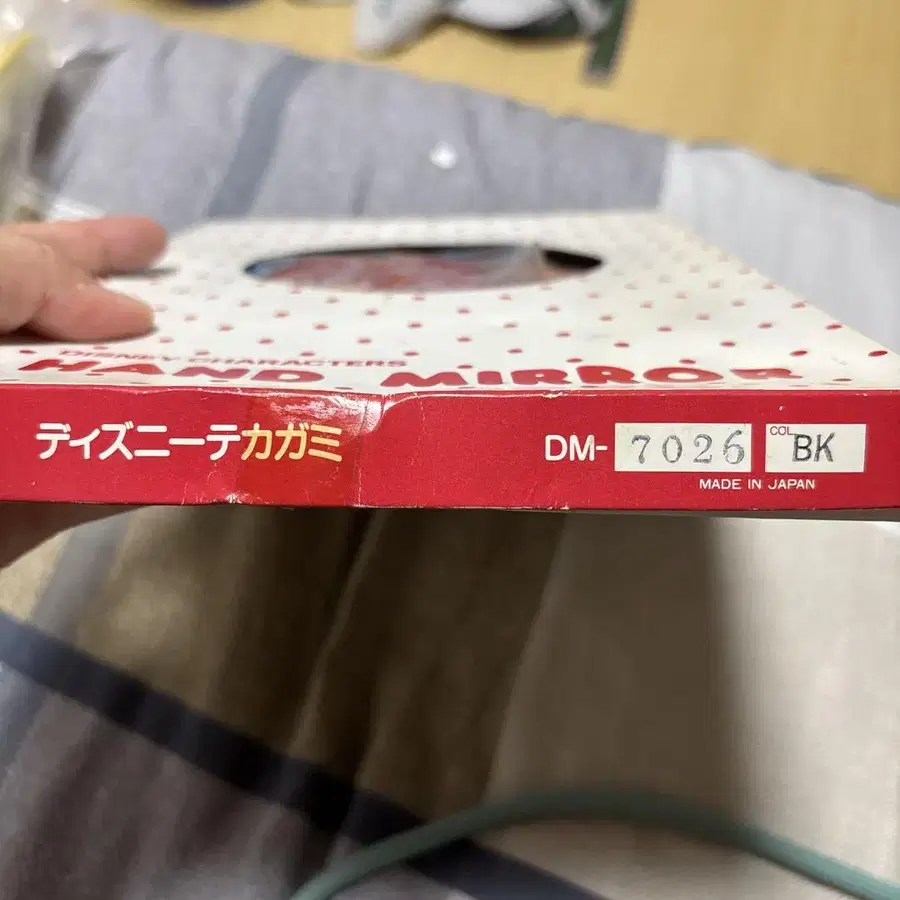 DISNEY CHARACTERS
HAND MIRROR
ディズニーテカガミ
DM-7026
COL BK
MADE IN JAPAN